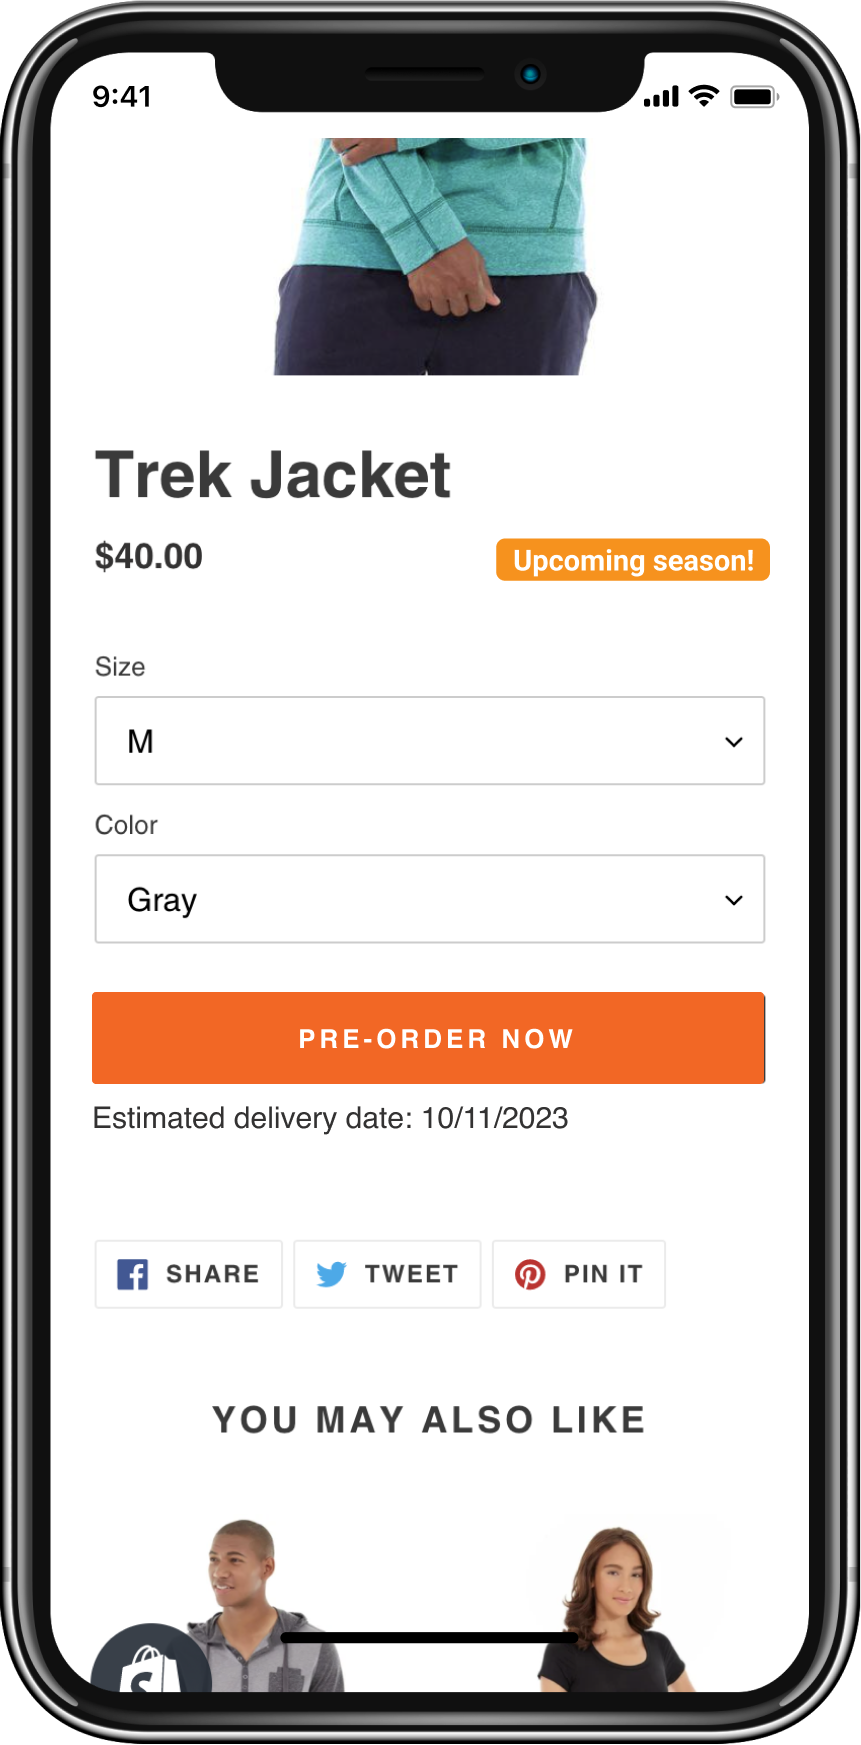 9:41
Trek Jacket
$40.00
Upcoming season!
Size
M
Color
Gray
PRE-ORDER NOW
Estimated delivery date: 10/11/2023
SHARE TWEET PIN IT
YOU MAY ALSO LIKE